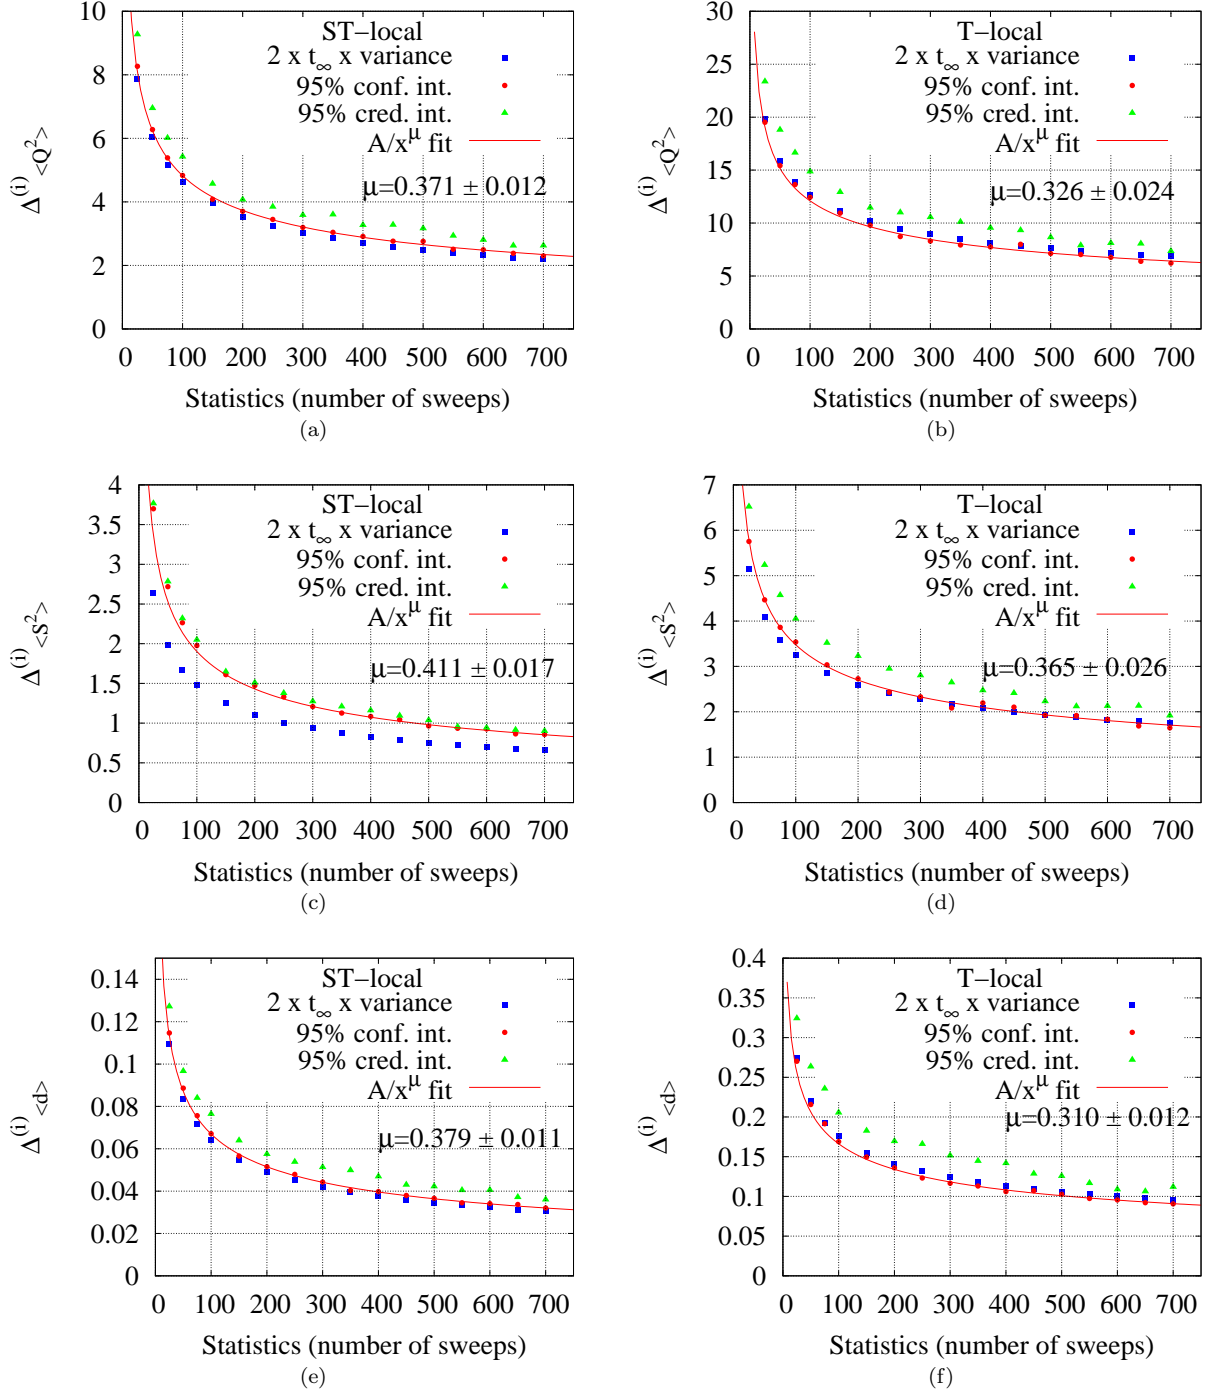 ST−local
2 x t∞ x variance
95% conf. int.
95% cred. int.
A/x^μ fit
μ=0.371 ± 0.012
Δ^(i) <Q^2>
10
8
6
4
2
0
0 100 200 300 400 500 600 700
Statistics (number of sweeps)
(a)
T−local
2 x t∞ x variance
95% conf. int.
95% cred. int.
A/x^μ fit
μ=0.326 ± 0.024
Δ^(i) <Q^2>
30
25
20
15
10
5
0
0 100 200 300 400 500 600 700
Statistics (number of sweeps)
(b)
ST−local
2 x t∞ x variance
95% conf. int.
95% cred. int.
A/x^μ fit
μ=0.411 ± 0.017
Δ^(i) <S^2>
4
3.5
3
2.5
2
1.5
1
0.5
0
0 100 200 300 400 500 600 700
Statistics (number of sweeps)
(c)
T−local
2 x t∞ x variance
95% conf. int.
95% cred. int.
A/x^μ fit
μ=0.365 ± 0.026
Δ^(i) <S^2>
7
6
5
4
3
2
1
0
0 100 200 300 400 500 600 700
Statistics (number of sweeps)
(d)
ST−local
2 x t∞ x variance
95% conf. int.
95% cred. int.
A/x^μ fit
μ=0.379 ± 0.011
Δ^(i) <d>
0.14
0.12
0.1
0.08
0.06
0.04
0.02
0
0 100 200 300 400 500 600 700
Statistics (number of sweeps)
(e)
T−local
2 x t∞ x variance
95% conf. int.
95% cred. int.
A/x^μ fit
μ=0.310 ± 0.012
Δ^(i) <d>
0.4
0.35
0.3
0.25
0.2
0.15
0.1
0.05
0
0 100 200 300 400 500 600 700
Statistics (number of sweeps)
(f)